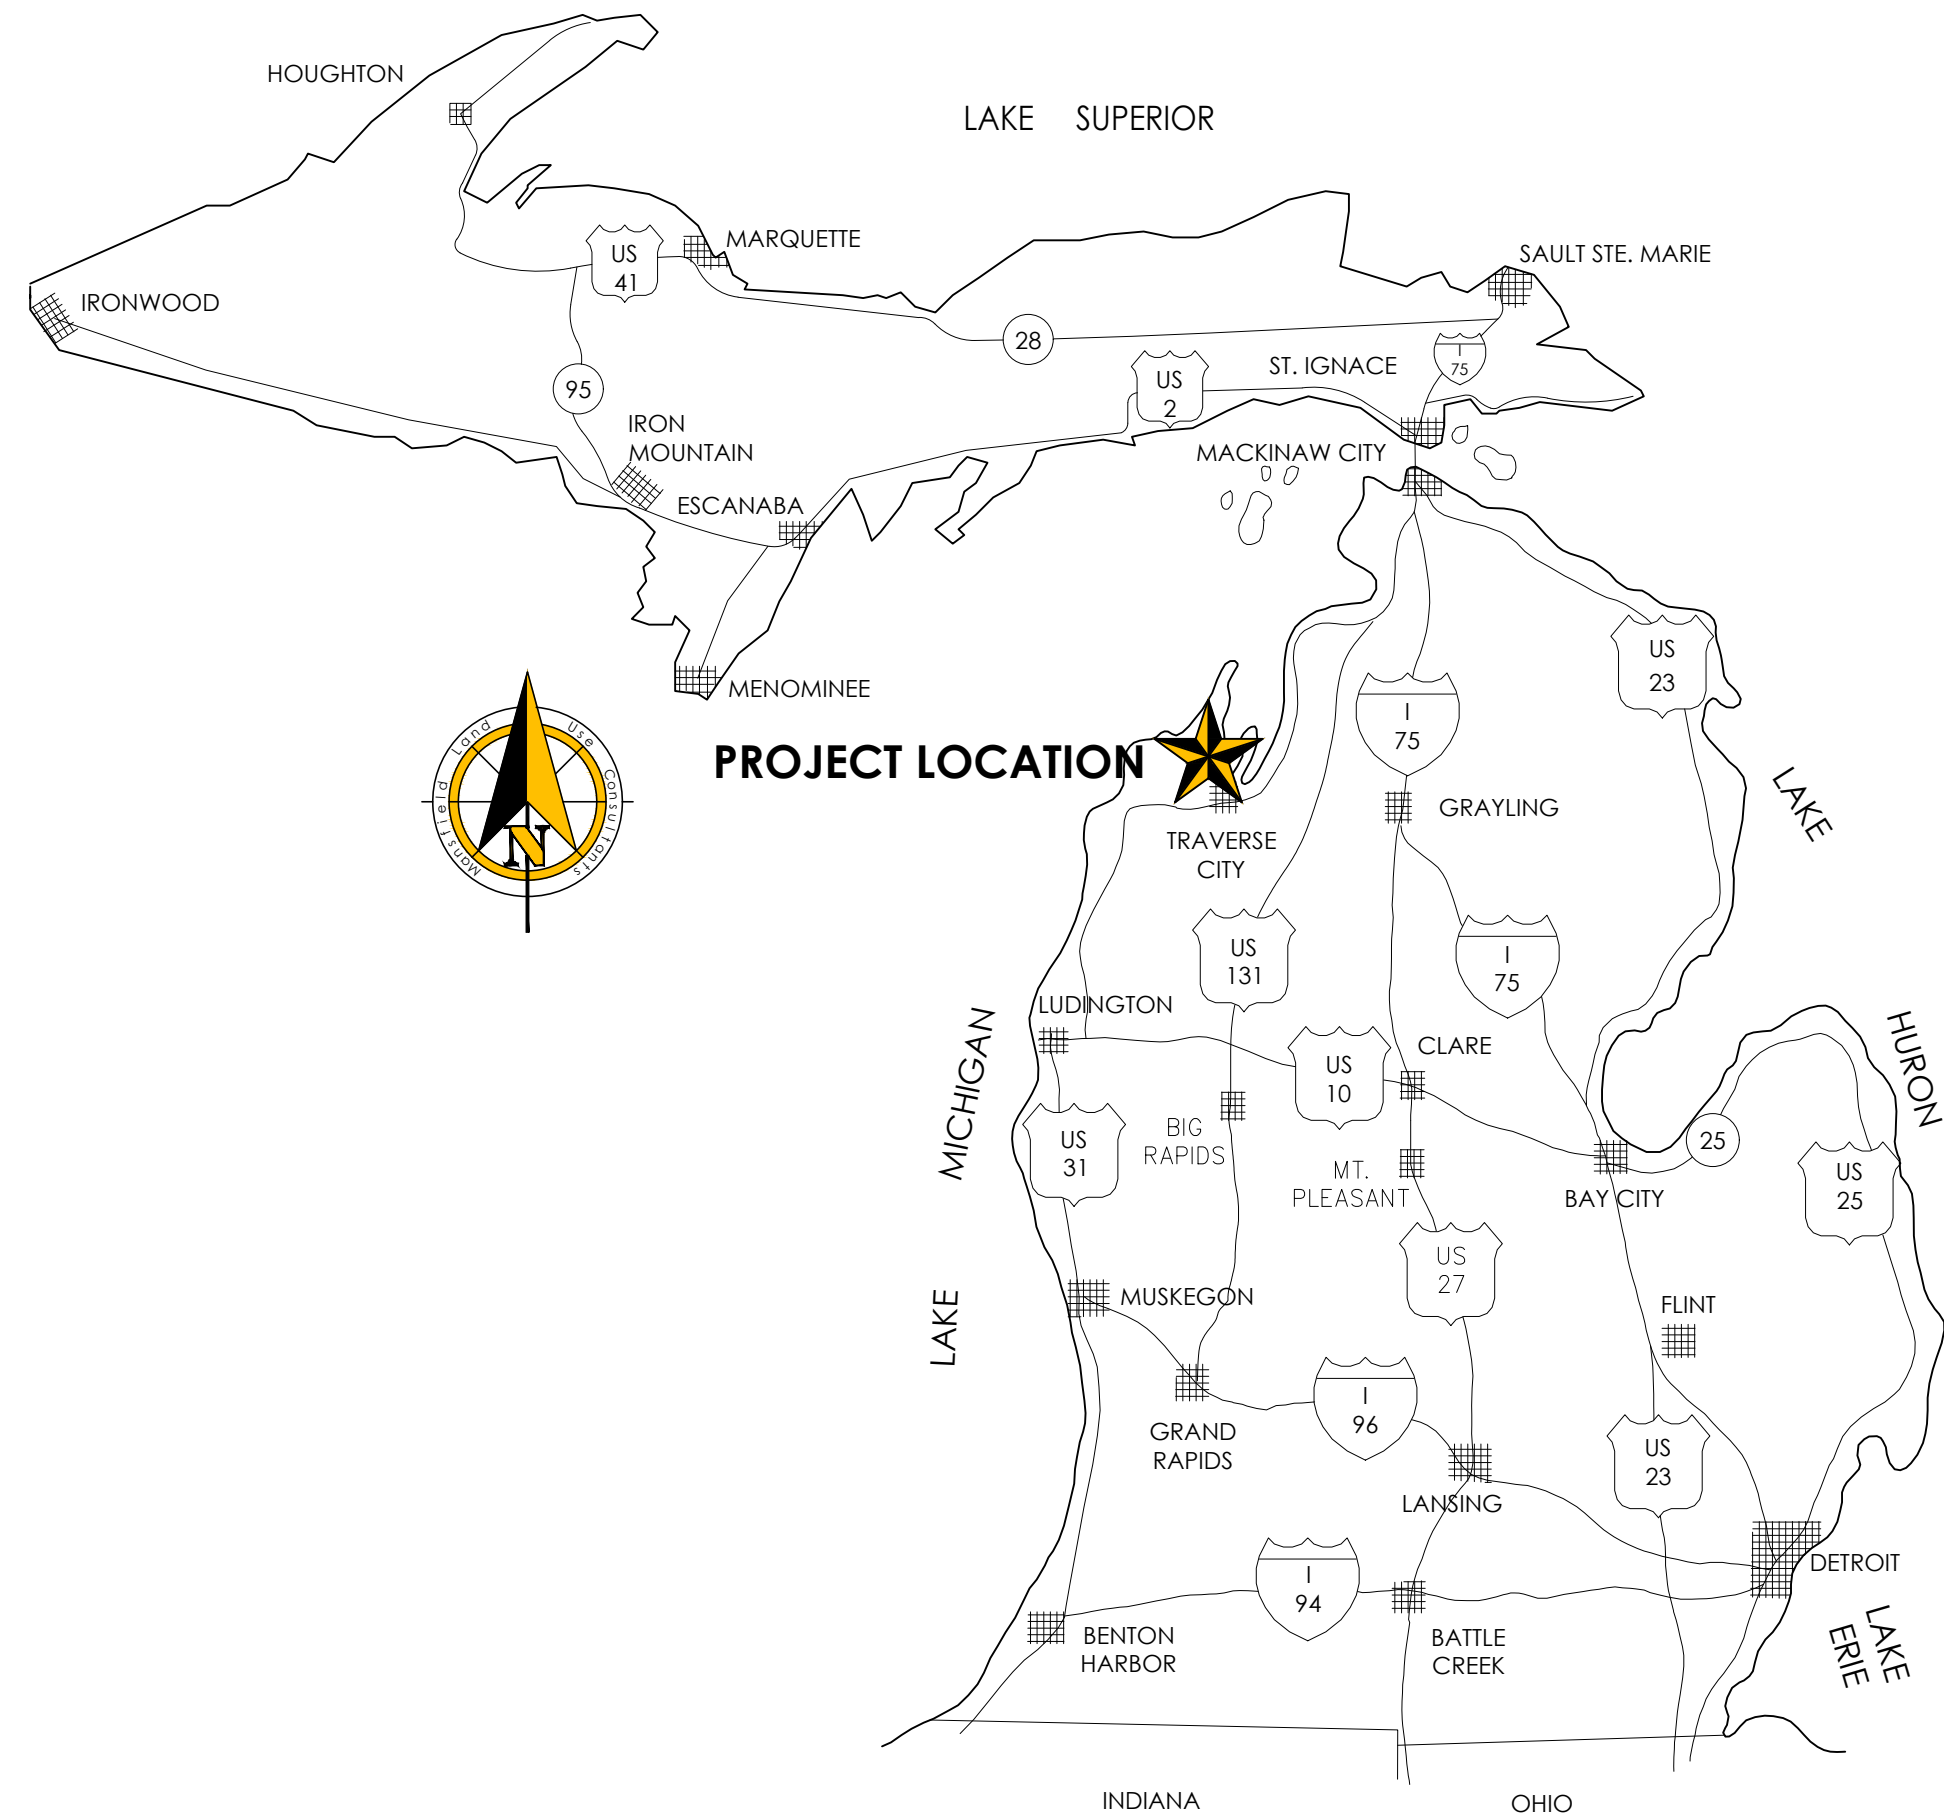 HOUGHTON
LAKE SUPERIOR
MARQUETTE
SAULT STE. MARIE
US
41
IRONWOOD
28
I
75
ST. IGNACE
US
2
95
IRON
MOUNTAIN
MACKINAW CITY
ESCANABA
US
23
MENOMINEE
I
75
Mansfield Land Use Consultants
N
PROJECT LOCATION
LAKE
HURON
GRAYLING
TRAVERSE
CITY
US
131
I
75
LUDINGTON
LAKE
MICHIGAN
CLARE
US
10
BIG
RAPIDS
US
31
25
MT.
PLEASANT
BAY CITY
US
25
US
27
MUSKEGON
FLINT
I
96
GRAND
RAPIDS
US
23
LANSING
DETROIT
I
94
BENTON
HARBOR
BATTLE
CREEK
LAKE
ERIE
INDIANA
OHIO